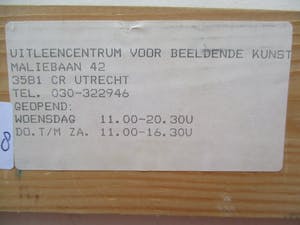 UITLEENCENTRUM VOOR BEELDENDE KUNST
MALIEBAAN 42
3581 CR UTRECHT
TEL. 030-322946
GEOPEND:
WOENSDAG 11.00-20.30U
DO.T/M ZA. 11.00-16.30U
8